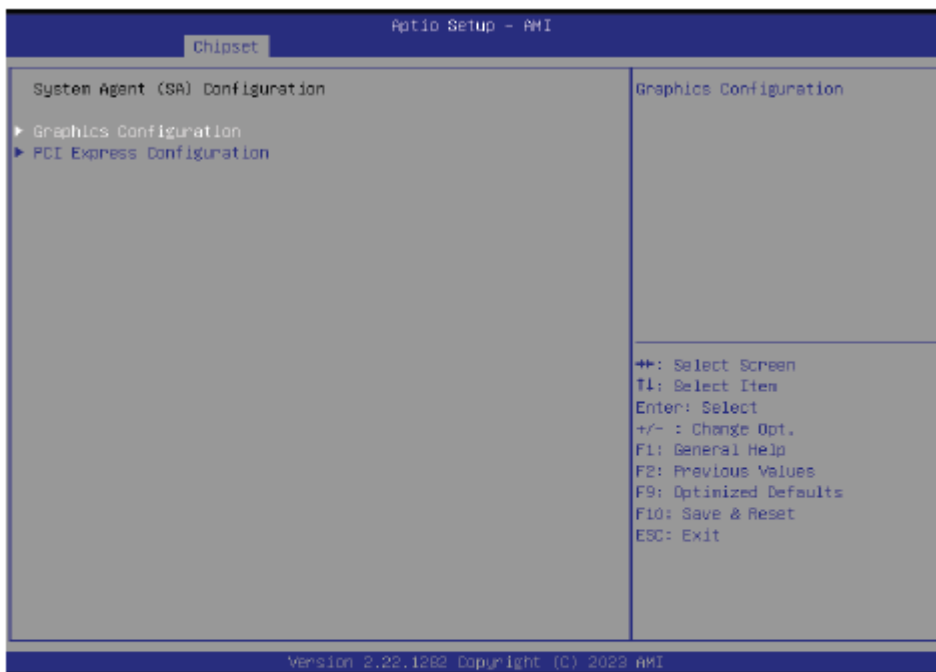 Aptio Setup - AMI
Chipset
System Agent (SA) Configuration
▶ Graphics Configuration
▶ PCI Express Configuration
Graphics Configuration
→←: Select Screen
↑↓: Select Item
Enter: Select
+/- : Change Opt.
F1: General Help
F2: Previous Values
F9: Optimized Defaults
F10: Save & Reset
ESC: Exit
Version 2.22.1282 Copyright (C) 2023 AMI